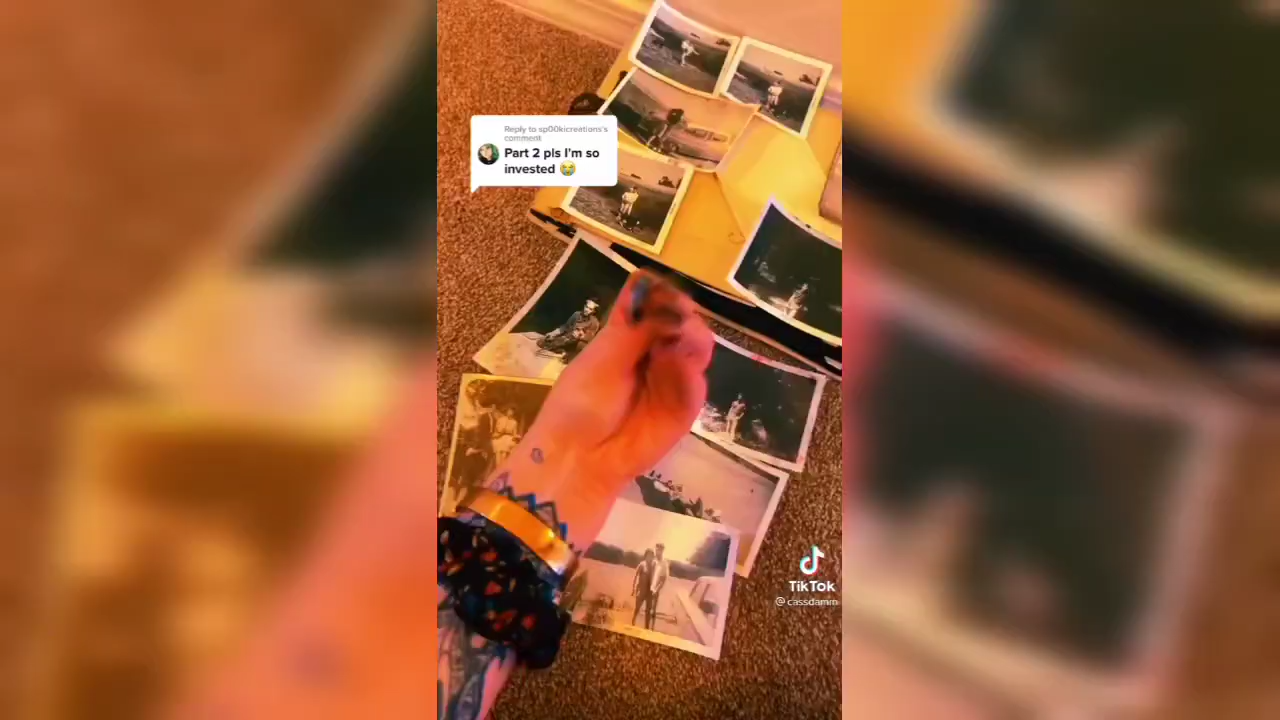 Reply to sp00kicreations's
comment
Part 2 pls I'm so
invested 😭
TikTok
@cassdamm